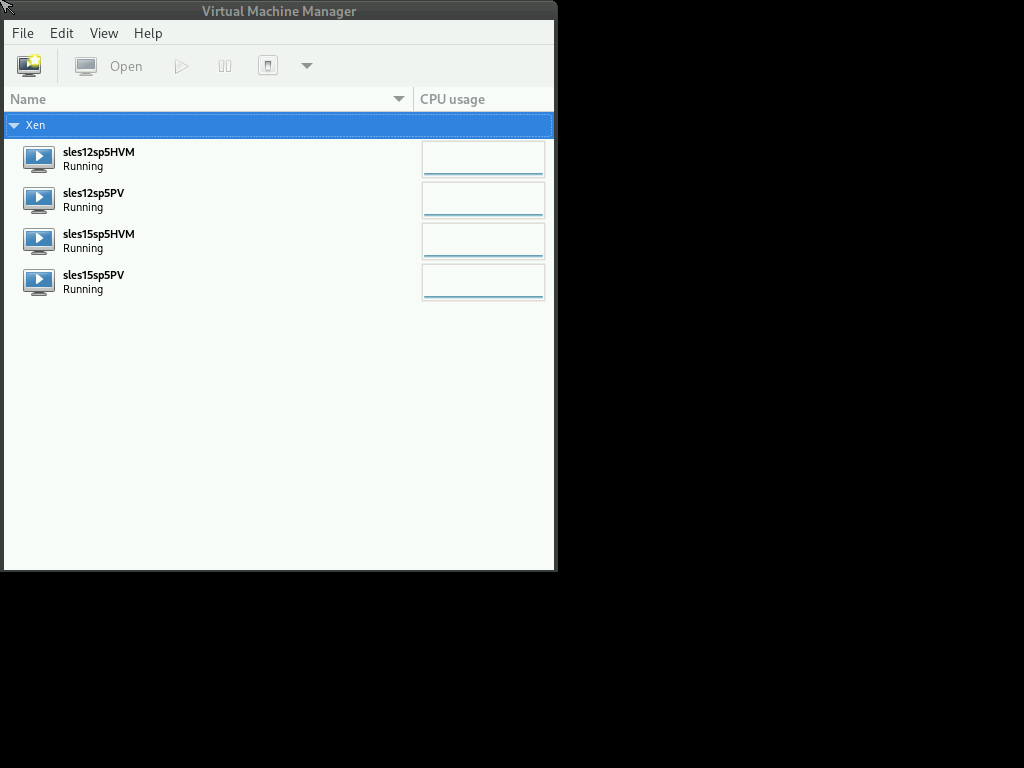 Virtual Machine Manager
File Edit View Help
Open
Name CPU usage
Xen
sles12sp5HVM
Running
sles12sp5PV
Running
sles15sp5HVM
Running
sles15sp5PV
Running